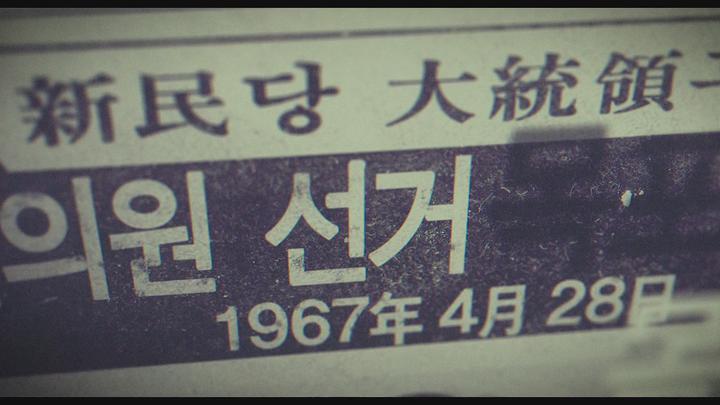 新民당 大統領
의원 선거
1967年 4月 28日